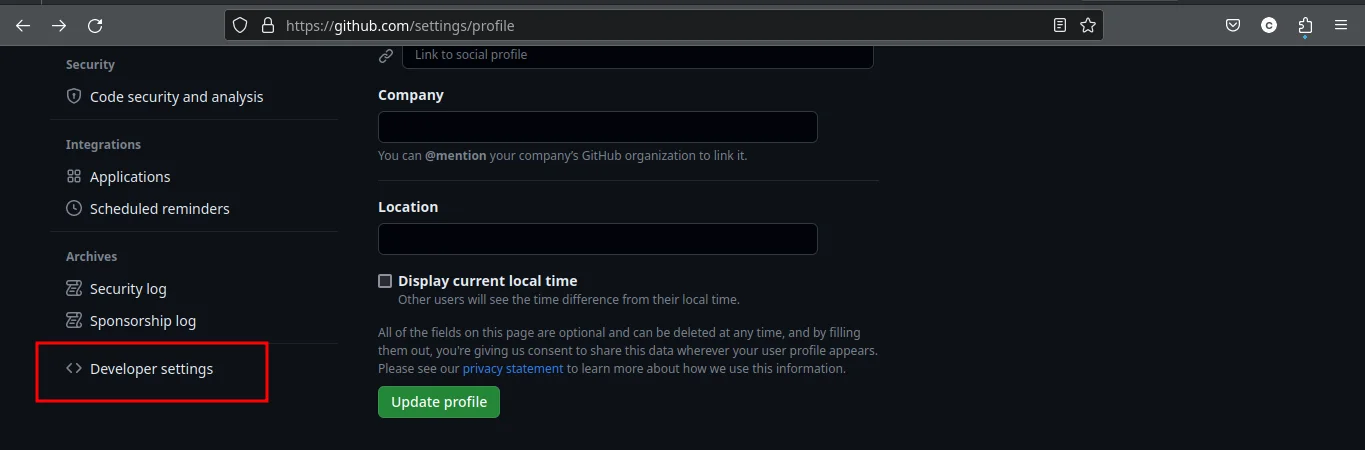 https://github.com/settings/profile
Security
Code security and analysis
Integrations
Applications
Scheduled reminders
Archives
Security log
Sponsorship log
Developer settings
Link to social profile
Company
You can @mention your company's GitHub organization to link it.
Location
Display current local time
Other users will see the time difference from their local time.
All of the fields on this page are optional and can be deleted at any time, and by filling
them out, you're giving us consent to share this data wherever your user profile appears.
Please see our privacy statement to learn more about how we use this information.
Update profile